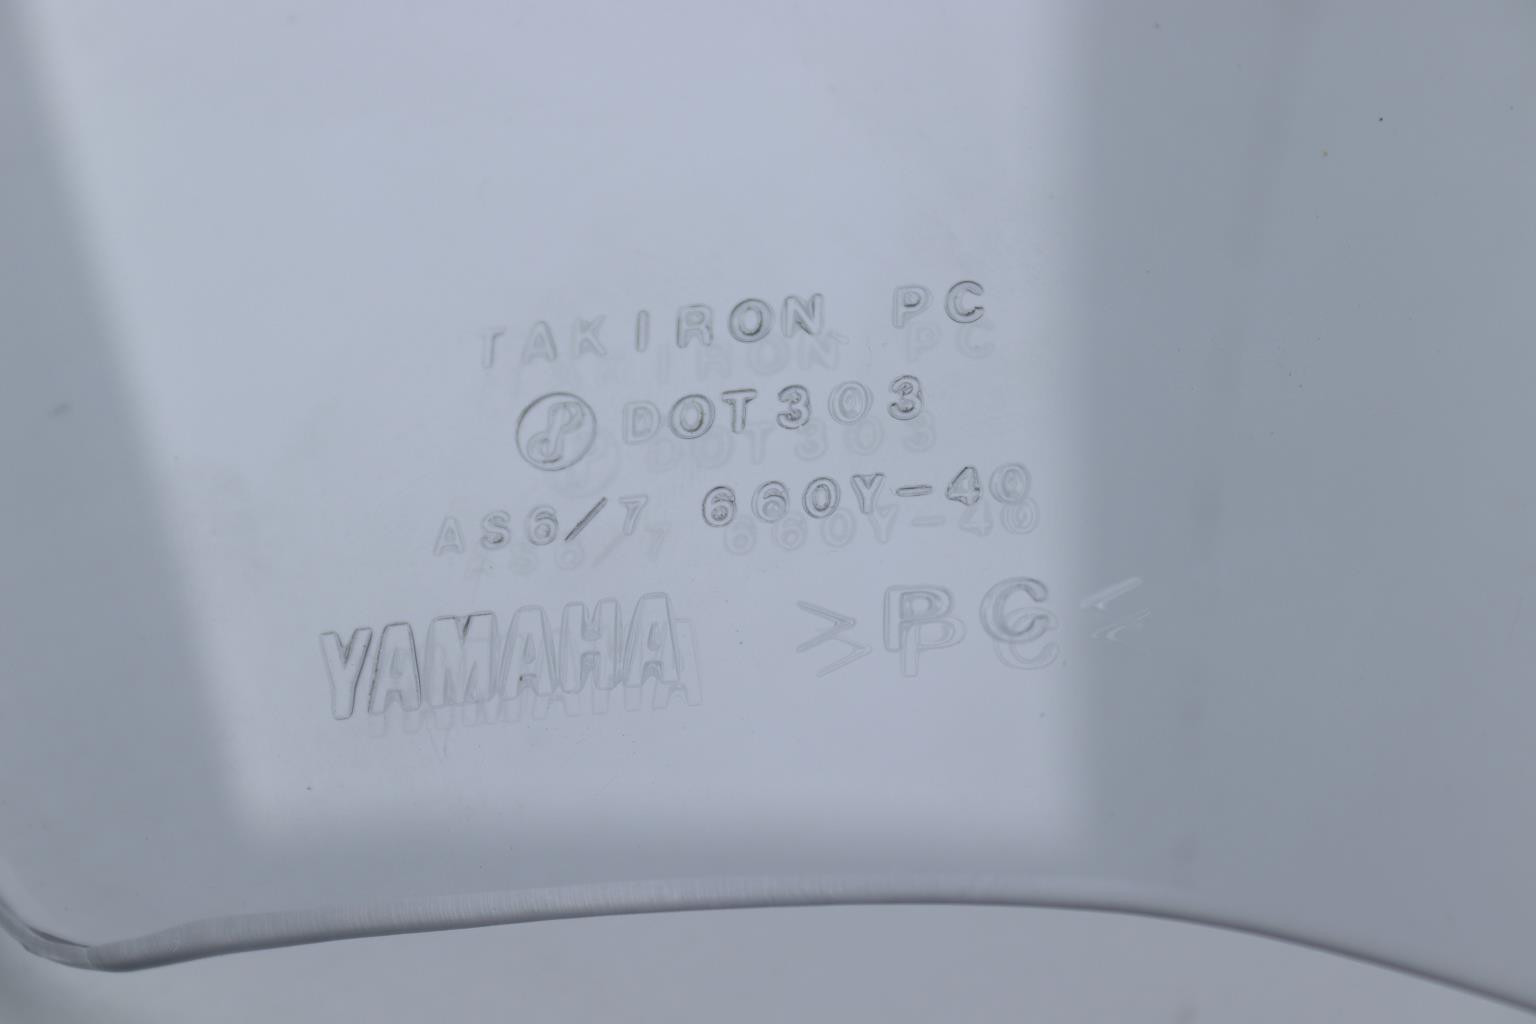 TAKIRON PC
DOT303
AS6/7 660Y-40
YAMAHA >PC<